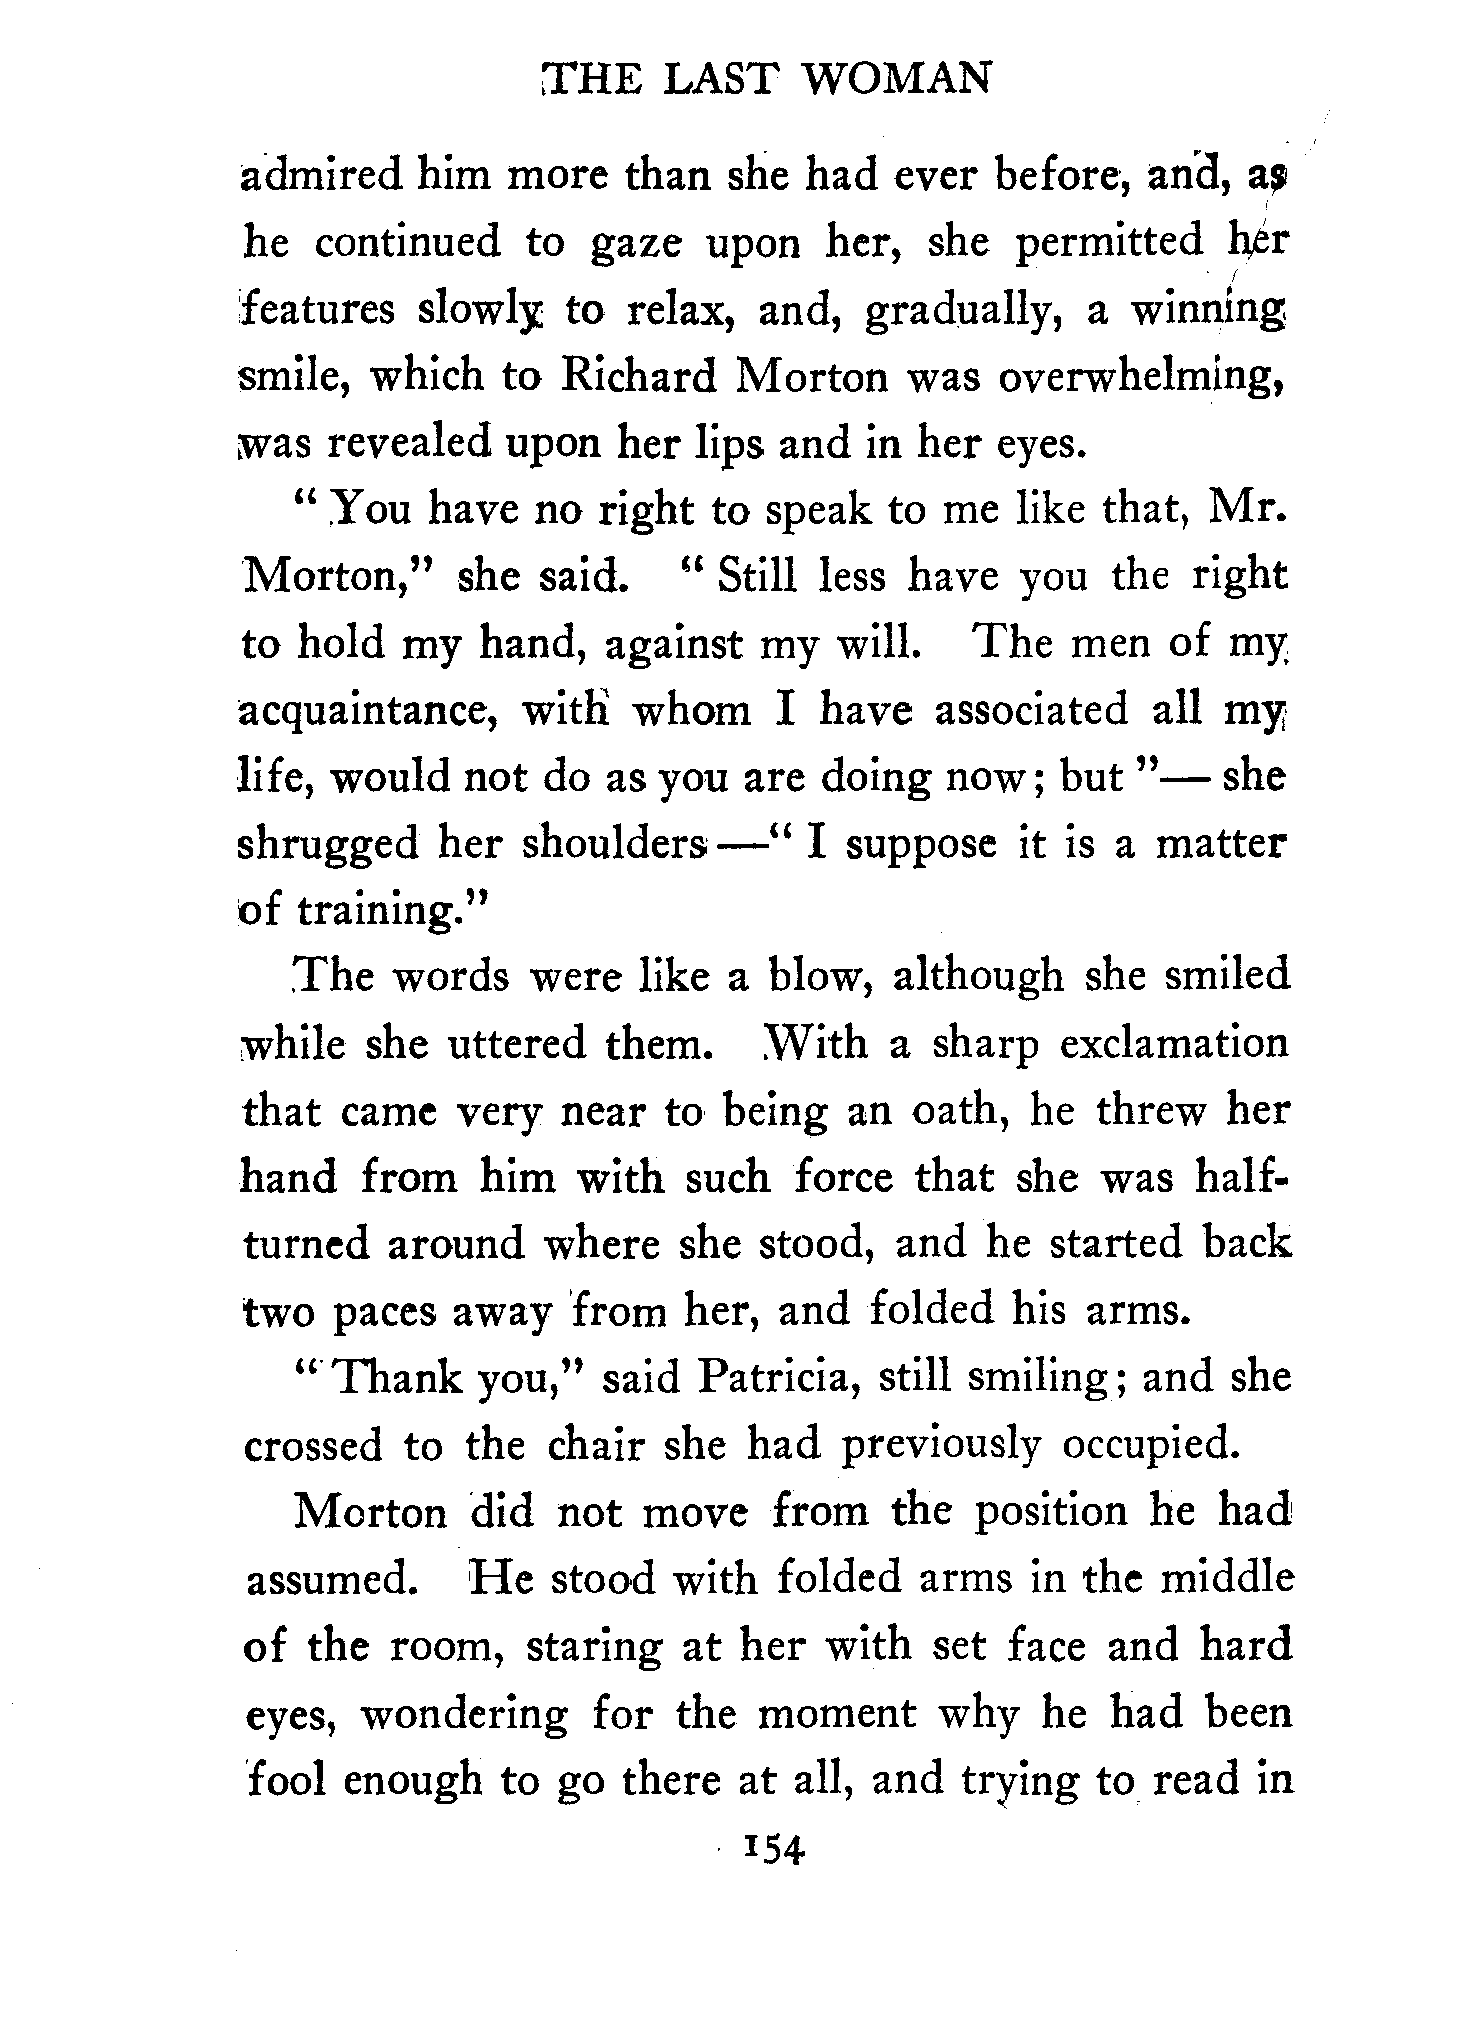 THE LAST WOMAN
admired him more than she had ever before, and, as
he continued to gaze upon her, she permitted her
features slowly to relax, and, gradually, a winning
smile, which to Richard Morton was overwhelming,
was revealed upon her lips and in her eyes.
" You have no right to speak to me like that, Mr.
Morton," she said. " Still less have you the right
to hold my hand, against my will. The men of my
acquaintance, with whom I have associated all my
life, would not do as you are doing now; but "— she
shrugged her shoulders—" I suppose it is a matter
of training."
The words were like a blow, although she smiled
while she uttered them. With a sharp exclamation
that came very near to being an oath, he threw her
hand from him with such force that she was half-
turned around where she stood, and he started back
two paces away from her, and folded his arms.
" Thank you," said Patricia, still smiling; and she
crossed to the chair she had previously occupied.
Morton did not move from the position he had
assumed. He stood with folded arms in the middle
of the room, staring at her with set face and hard
eyes, wondering for the moment why he had been
fool enough to go there at all, and trying to read in
154